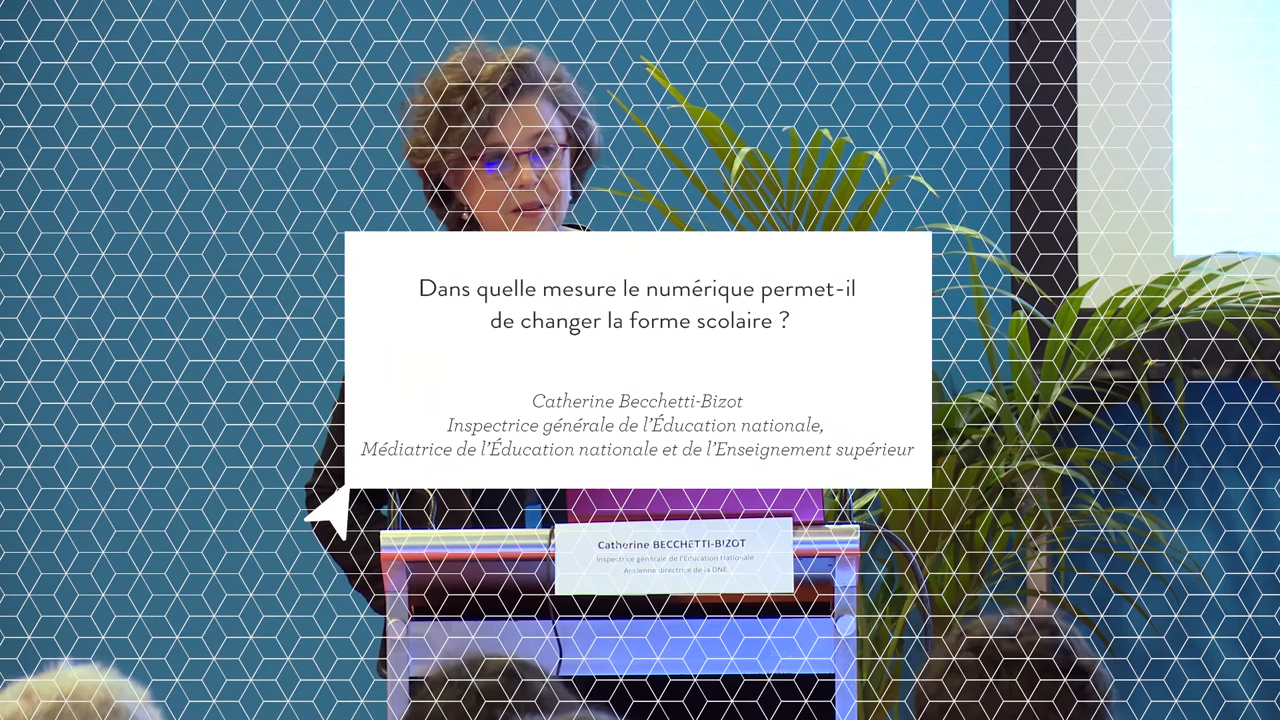 Dans quelle mesure le numérique permet-il
de changer la forme scolaire ?
Catherine Becchetti-Bizot
Inspectrice générale de l'Éducation nationale,
Médiatrice de l'Éducation nationale et de l'Enseignement supérieur
Catherine BECCHETTI-BIZOT
Inspectrice générale de l'Education Nationale
Ancienne directrice de la DNE